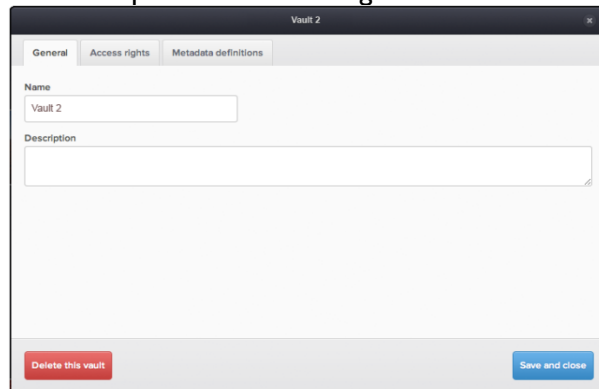 Vault 2 ×
General Access rights Metadata definitions
Name
Vault 2
Description
Delete this vault Save and close